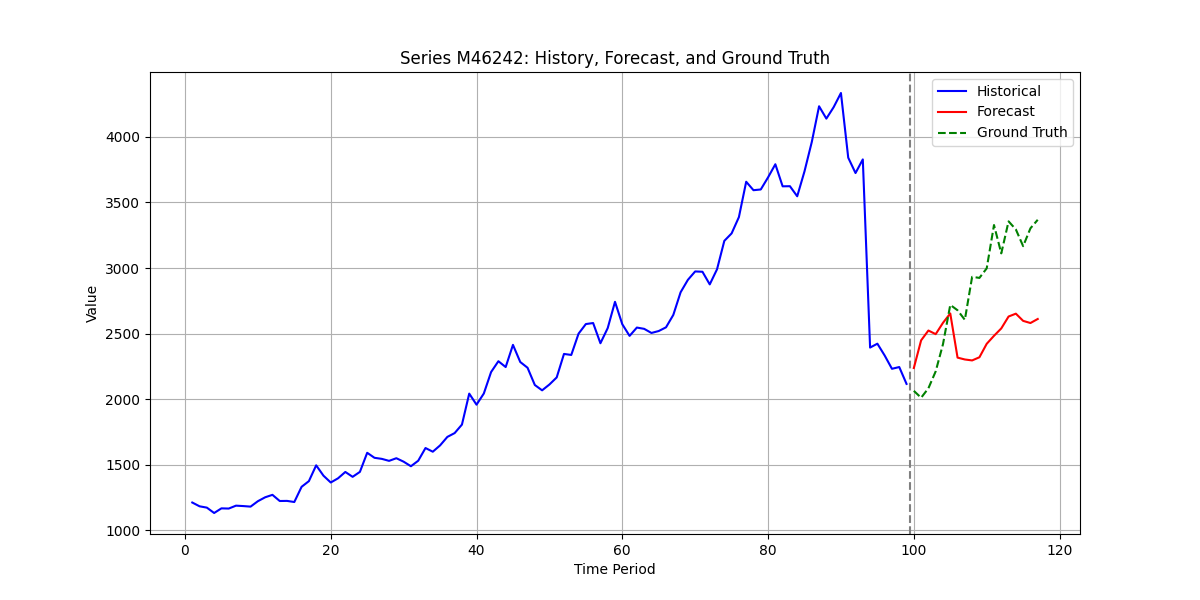 Series M46242: History, Forecast, and Ground Truth
Historical
Forecast
Ground Truth
Value
4000
3500
3000
2500
2000
1500
1000
0
20
40
60
80
100
120
Time Period